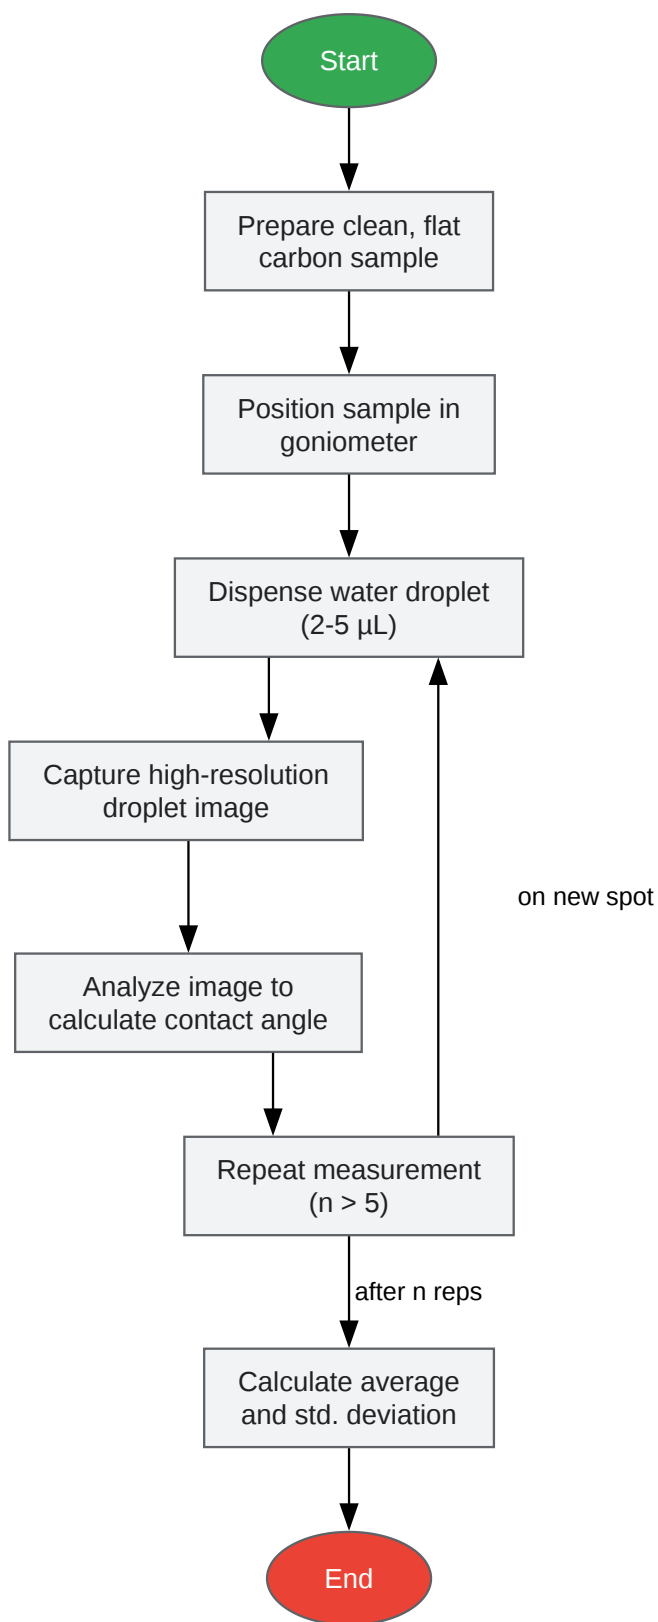 Start
Prepare clean, flat
carbon sample
Position sample in
goniometer
Dispense water droplet
(2-5 µL)
Capture high-resolution
droplet image
on new spot
Analyze image to
calculate contact angle
Repeat measurement
(n > 5)
after n reps
Calculate average
and std. deviation
End